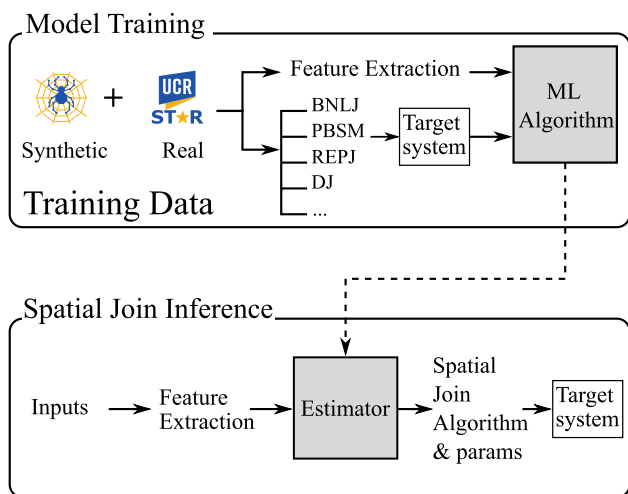 Model Training
UCR
STAR
Synthetic
+
Real
Training Data
Feature Extraction
BNLJ
PBSM
REPJ
DJ
...
Target
system
ML
Algorithm
Spatial Join Inference
Inputs
Feature
Extraction
Estimator
Spatial
Join
Algorithm
& params
Target
system